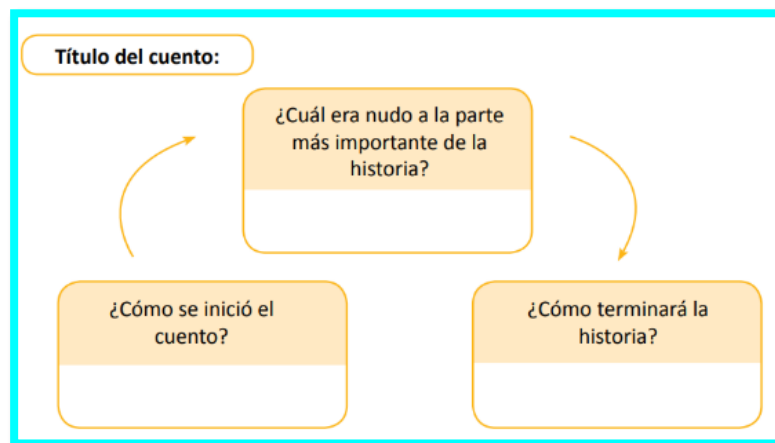 Título del cuento:
¿Cuál era nudo a la parte
más importante de la
historia?
¿Cómo se inició el
cuento?
¿Cómo terminará la
historia?